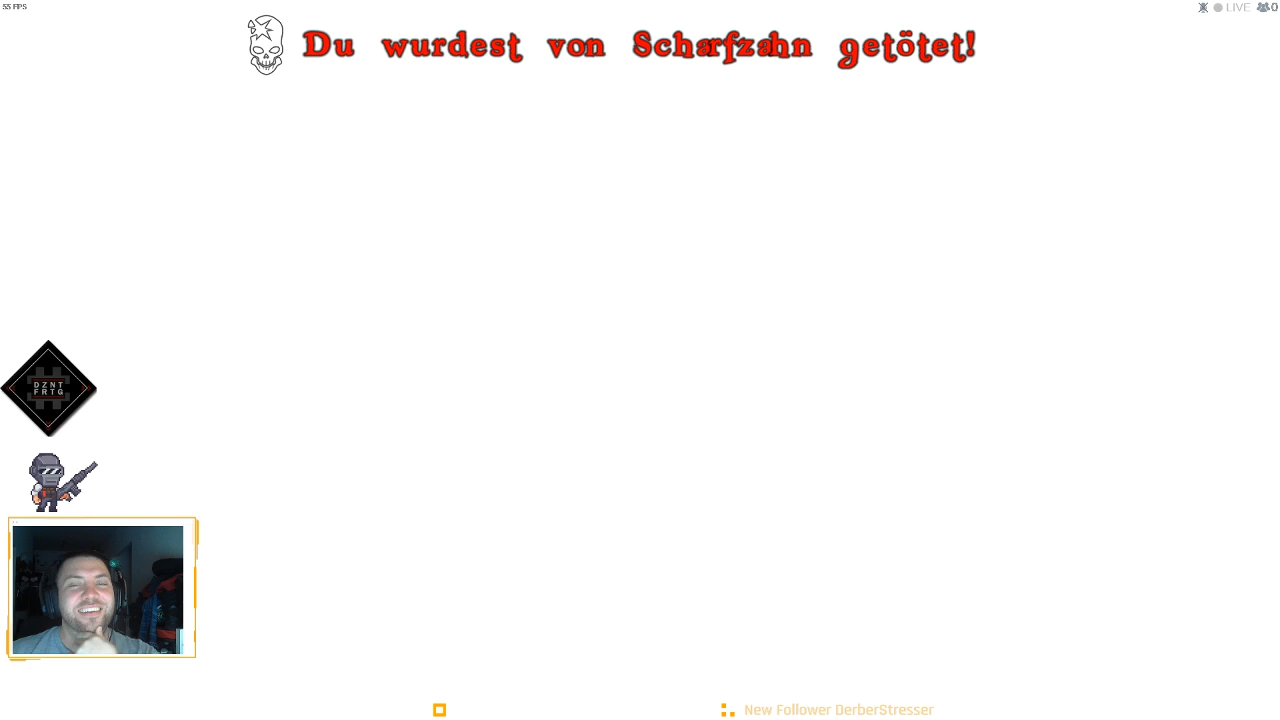 55 FPS
LIVE 0
Du wurdest von Scharfzahn getötet!
DZNT
FRTG
New Follower DerberStresser